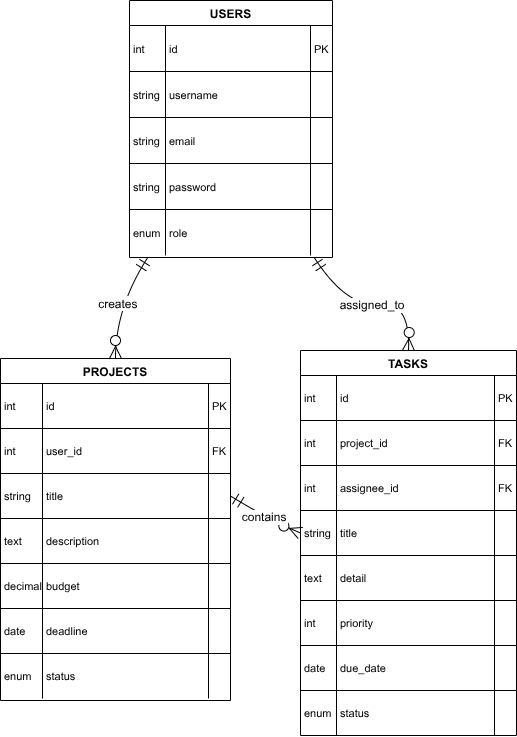 USERS
int id PK
string username
string email
string password
enum role
creates
assigned_to
PROJECTS
int id PK
int user_id FK
string title
text description
decimal budget
date deadline
enum status
contains
TASKS
int id PK
int project_id FK
int assignee_id FK
string title
text detail
int priority
date due_date
enum status